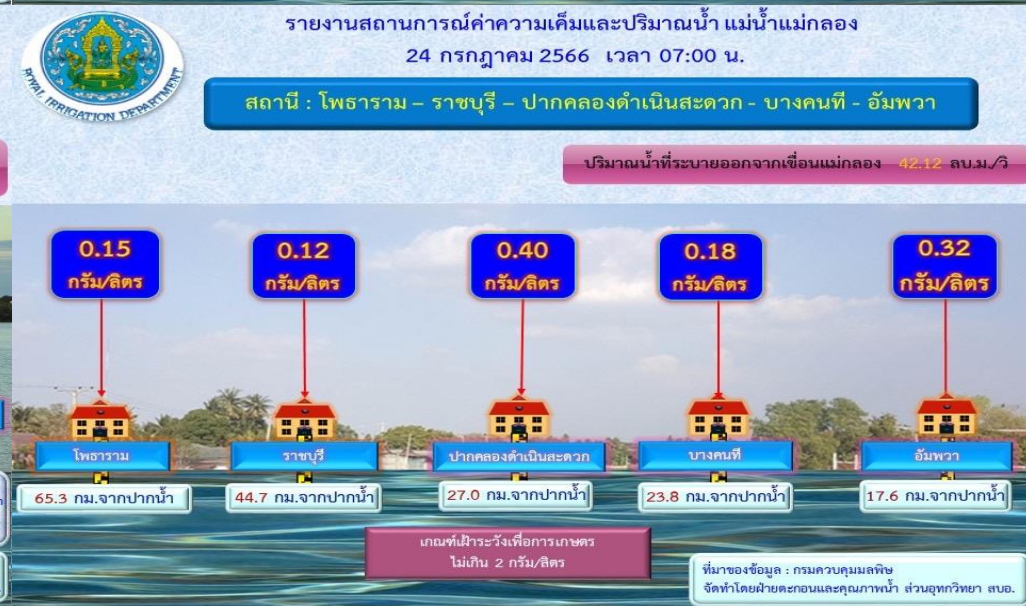 รายงานสถานการณ์ค่าความเค็มและปริมาณน้ำ แม่น้ำแม่กลอง
24 กรกฎาคม 2566 เวลา 07:00 น.
ROYAL IRRIGATION DEPARTMENT
สถานี : โพธาราม – ราชบุรี – ปากคลองดำเนินสะดวก - บางคนที - อัมพวา
ปริมาณน้ำที่ระบายออกจากเขื่อนแม่กลอง 42.12 ลบ.ม./วิ
0.15 กรัม/ลิตร
0.12 กรัม/ลิตร
0.40 กรัม/ลิตร
0.18 กรัม/ลิตร
0.32 กรัม/ลิตร
โพธาราม
ราชบุรี
ปากคลองดำเนินสะดวก
บางคนที
อัมพวา
65.3 กม.จากปากน้ำ
44.7 กม.จากปากน้ำ
27.0 กม.จากปากน้ำ
23.8 กม.จากปากน้ำ
17.6 กม.จากปากน้ำ
เกณฑ์เฝ้าระวังเพื่อการเกษตร
ไม่เกิน 2 กรัม/ลิตร
ที่มาของข้อมูล : กรมควบคุมมลพิษ
จัดทำโดยฝ่ายตะกอนและคุณภาพน้ำ ส่วนอุทกวิทยา สบอ.